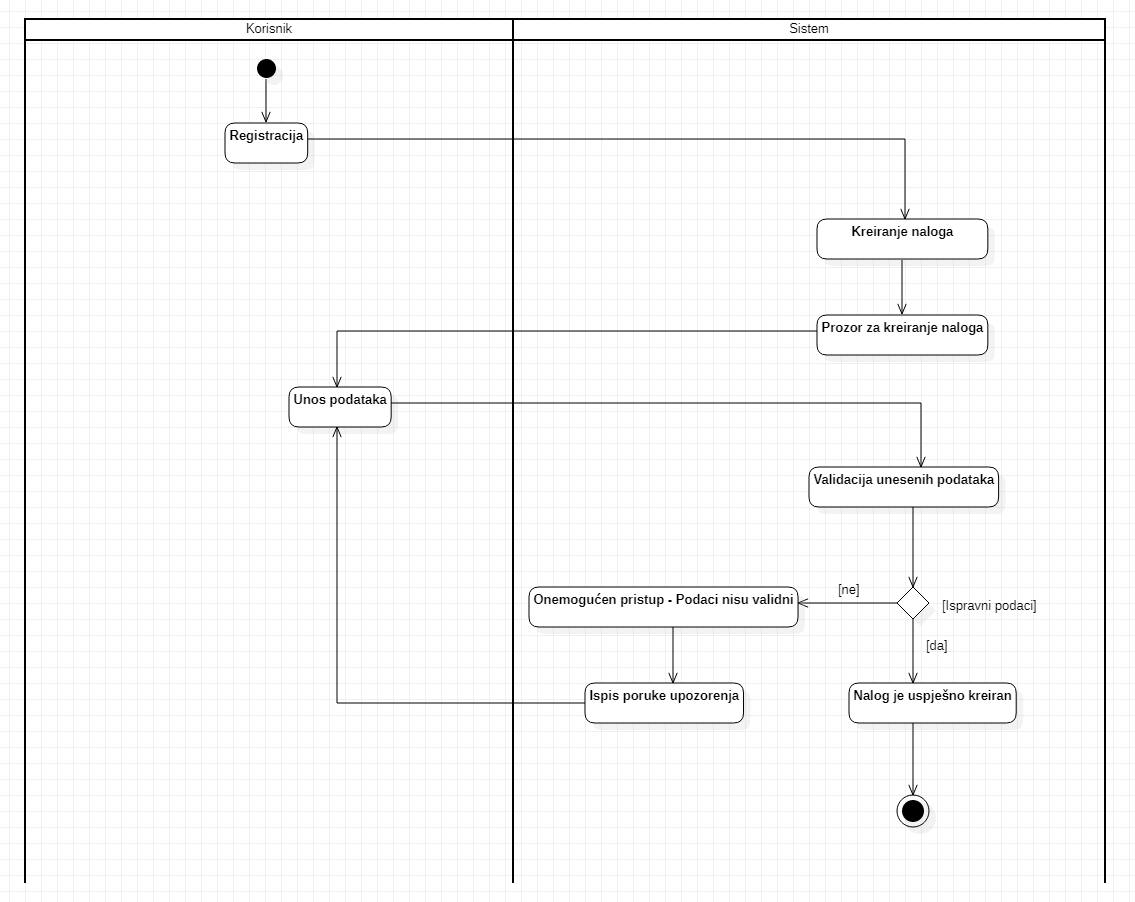 Korisnik
Sistem
Registracija
Kreiranje naloga
Prozor za kreiranje naloga
Unos podataka
Validacija unesenih podataka
[ne]
Onemogućen pristup - Podaci nisu validni
[Ispravni podaci]
[da]
Ispis poruke upozorenja
Nalog je uspješno kreiran